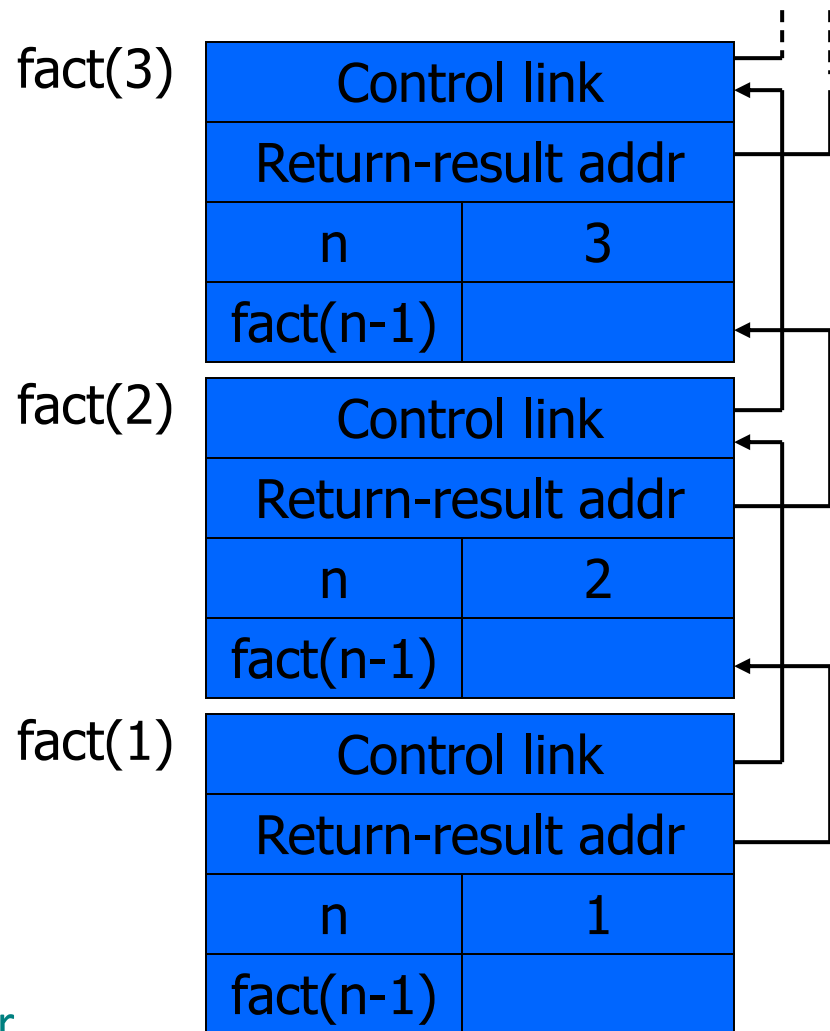 fact(3)
Control link
Return-result addr
n 3
fact(n-1)
fact(2)
Control link
Return-result addr
n 2
fact(n-1)
fact(1)
Control link
Return-result addr
n 1
fact(n-1)
r